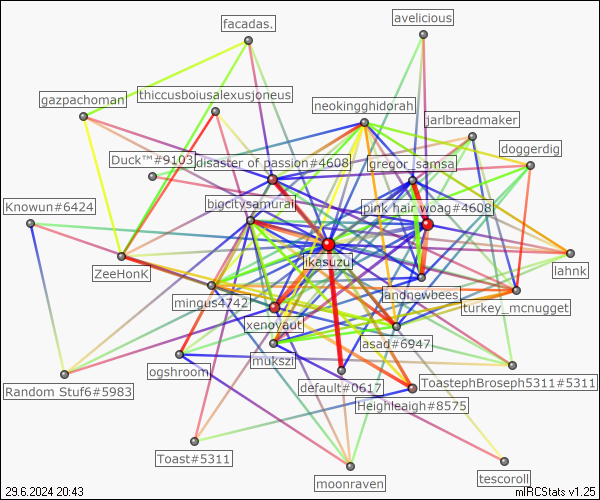 avelicious
facadas.
gazpachoman
thiccusboiusalexusjoneus
neokingghidorah
jarlbreadmaker
doggerdig
Duck™#9103
disaster of passion#4608
gregor_samsa
Knowun#6424
bigcitysamurai
pink hair woag#4608
ikasuzu
lahnk
ZeeHonK
mingus4742
andnewbees
turkey_mcnugget
xenovaut
asad#6947
mukszi
ogshroom
Random Stuf6#5983
default#0617
ToastephBroseph5311#5311
Heighleaigh#8575
Toast#5311
moonraven
tescoroll
29.6.2024 20:43
mIRCStats v1.25